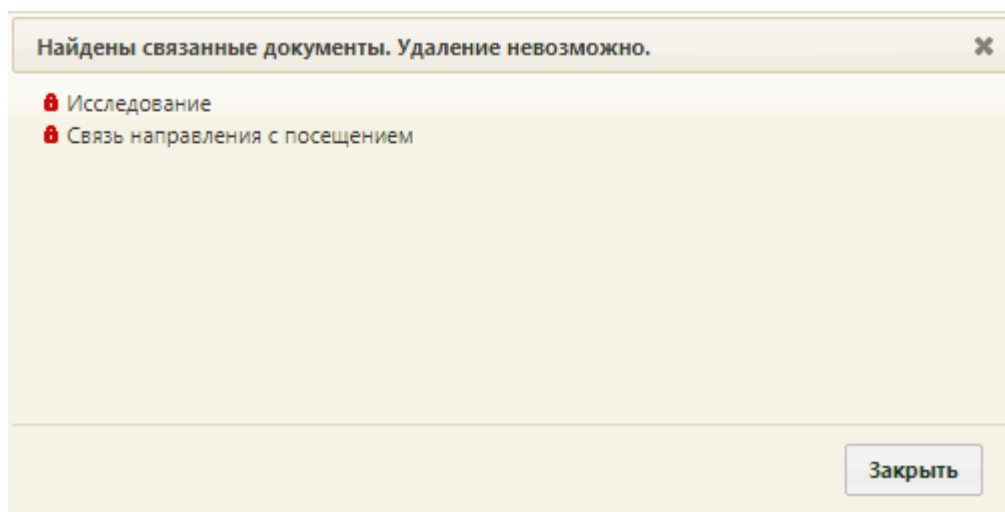 Найдены связанные документы. Удаление невозможно.
Исследование
Связь направления с посещением
Закрыть